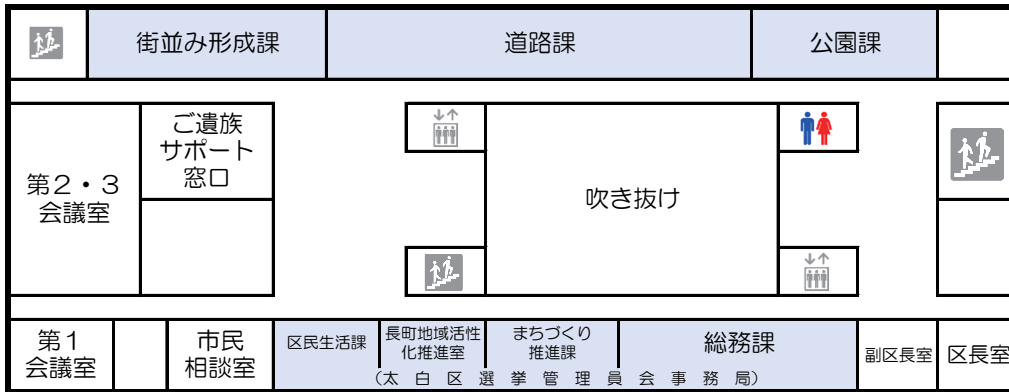 街並み形成課
道路課
公園課
ご遺族
サポート
窓口
第2・3
会議室
吹き抜け
第1
会議室
市民
相談室
区民生活課
長町地域活性
化推進室
まちづくり
推進課
総務課
(太白区選挙管理員会事務局)
副区長室
区長室